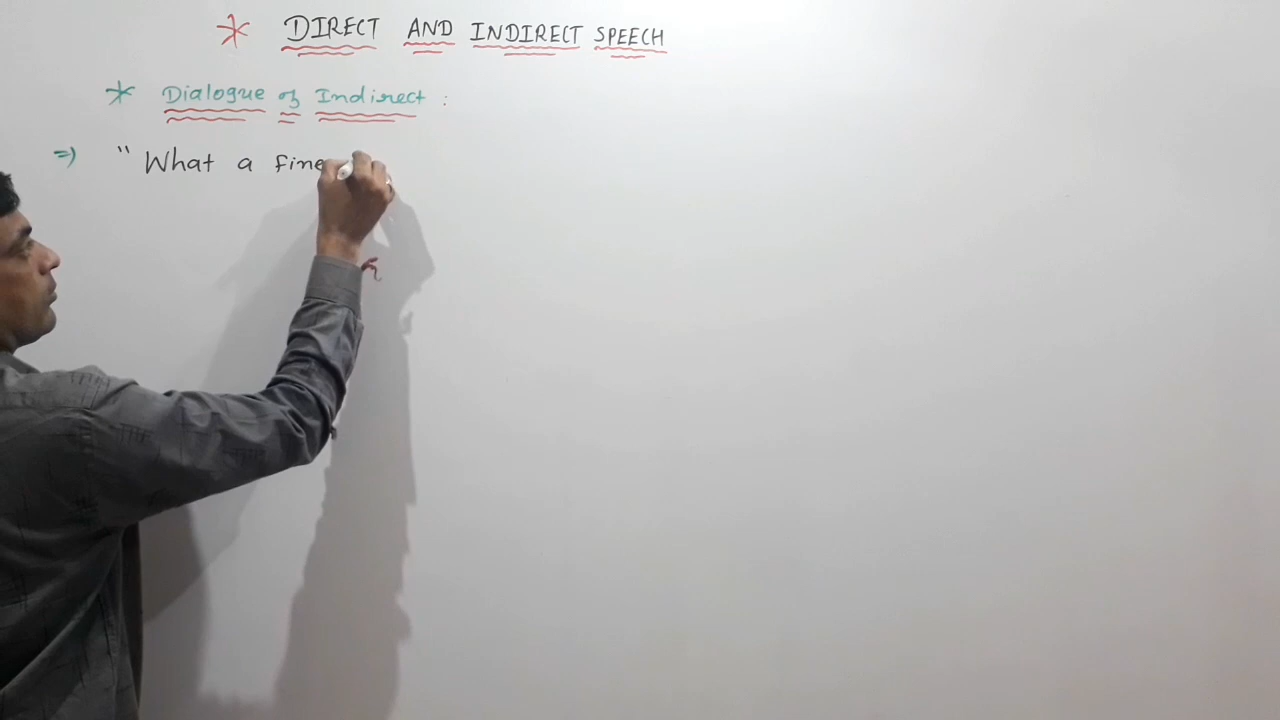 * DIRECT AND INDIRECT SPEECH
* Dialogue of Indirect :
⇒ " What a fine